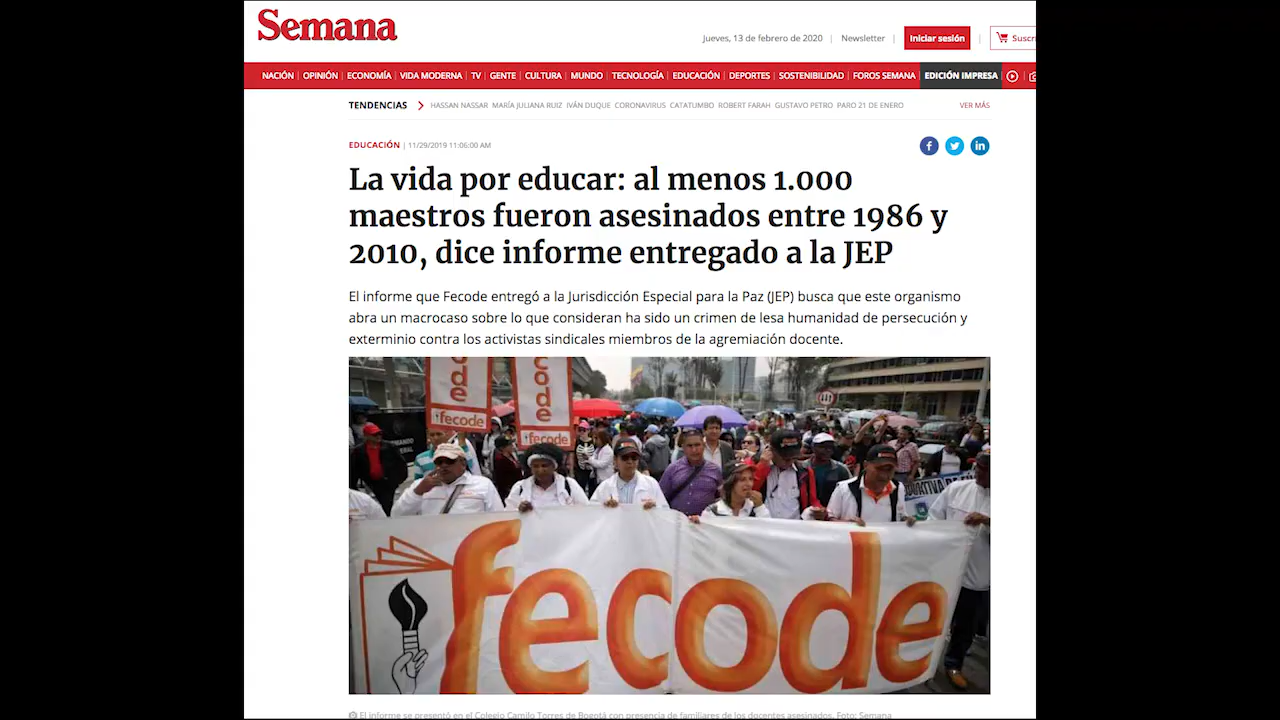 Semana
Jueves, 13 de febrero de 2020 | Newsletter | Iniciar sesión | Suscr
NACIÓN | OPINIÓN | ECONOMÍA | VIDA MODERNA | TV | GENTE | CULTURA | MUNDO | TECNOLOGÍA | EDUCACIÓN | DEPORTES | SOSTENIBILIDAD | FOROS SEMANA | EDICIÓN IMPRESA
TENDENCIAS HASSAN NASSAR MARÍA JULIANA RUIZ IVÁN DUQUE CORONAVIRUS CATATUMBO ROBERT FARAH GUSTAVO PETRO PARO 21 DE ENERO VER MÁS
EDUCACIÓN | 11/29/2019 11:06:00 AM
La vida por educar: al menos 1.000
maestros fueron asesinados entre 1986 y
2010, dice informe entregado a la JEP
El informe que Fecode entregó a la Jurisdicción Especial para la Paz (JEP) busca que este organismo
abra un macrocaso sobre lo que consideran ha sido un crimen de lesa humanidad de persecución y
exterminio contra los activistas sindicales miembros de la agremiación docente.
code
fecode
code
fecode
fecode
El informe se presentó en el Colegio Camilo Torres de Bogotá con presencia de familiares de los docentes asesinados. Foto: Semana